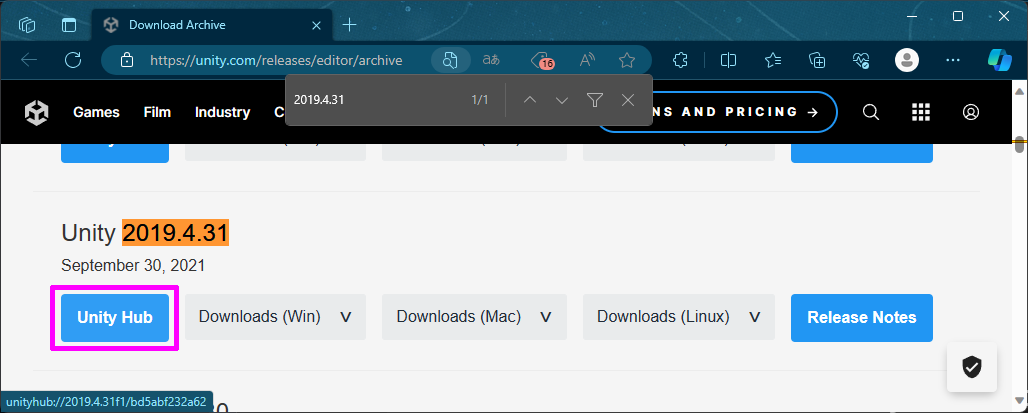 Download Archive
https://unity.com/releases/editor/archive
aあ
16
A
2019.4.31
1/1
Games
Film
Industry
NS AND PRICING →
Unity 2019.4.31
September 30, 2021
Unity Hub
Downloads (Win)
Downloads (Mac)
Downloads (Linux)
Release Notes
unityhub://2019.4.31f1/bd5abf232a62